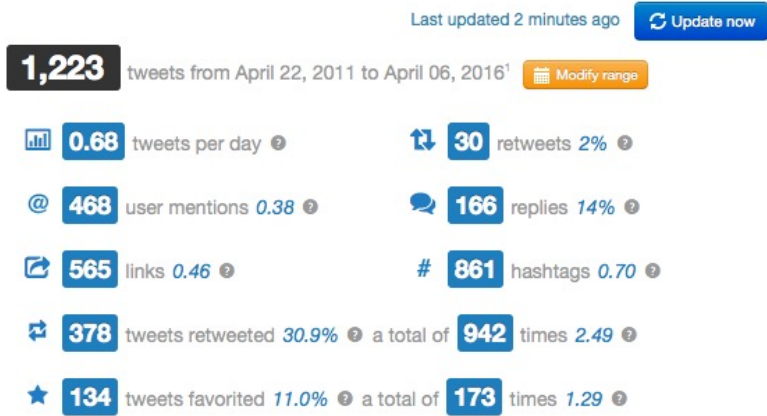 Last updated 2 minutes ago Update now
1,223 tweets from April 22, 2011 to April 06, 2016¹ Modify range
0.68 tweets per day ? 30 retweets 2% ?
@ 468 user mentions 0.38 ? 166 replies 14% ?
565 links 0.46 ? # 861 hashtags 0.70 ?
378 tweets retweeted 30.9% ? a total of 942 times 2.49 ?
134 tweets favorited 11.0% ? a total of 173 times 1.29 ?